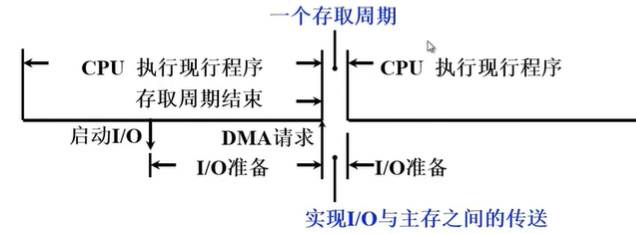 一个存取周期
CPU 执行现行程序
CPU 执行现行程序
存取周期结束
启动I/O
DMA请求
I/O准备
I/O准备
实现I/O与主存之间的传送